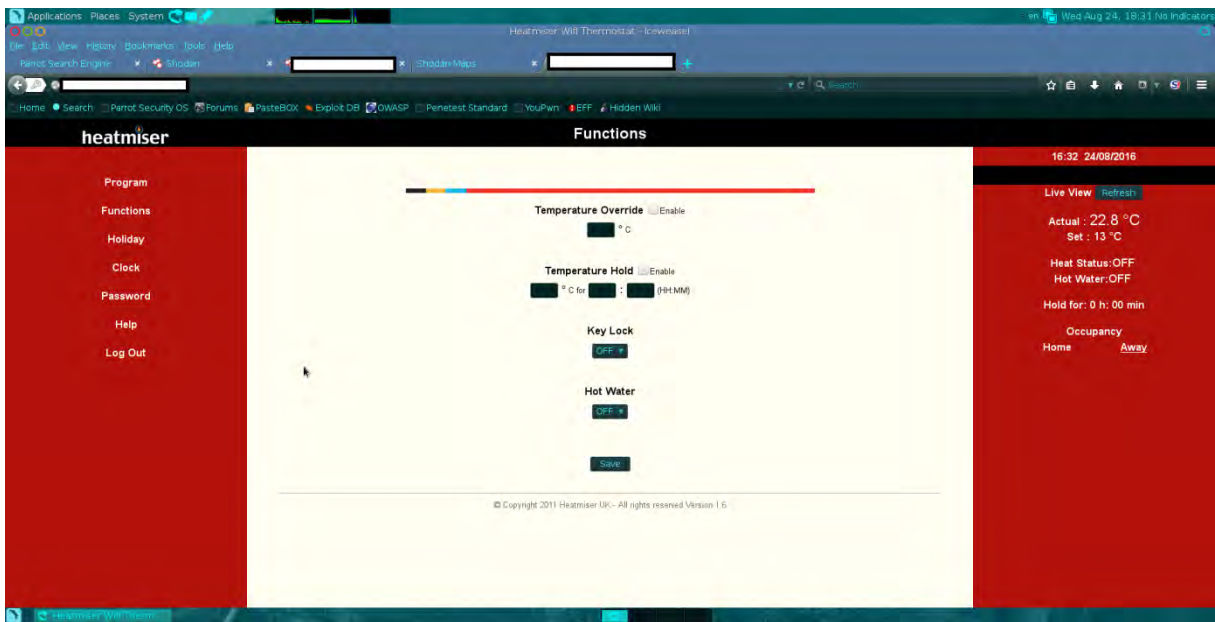 Applications Places System
en Wed Aug 24, 18:31 No Indicators
Heatmiser Wifi Thermostat - Iceweasel
File Edit View History Bookmarks Tools Help
Parrot Search Engine × Shodan × × Shodan Maps × +
Search
Home Search Parrot Security OS Forums PasteBOX Exploit DB OWASP Penetest Standard YouPwn EFF Hidden Wiki
heatmiser
Functions
16:32 24/08/2016
Program
Functions
Holiday
Clock
Password
Help
Log Out
Temperature Override Enable
° C
Temperature Hold Enable
° C for : (HH:MM)
Key Lock
OFF
Hot Water
OFF
Save
© Copyright 2011 Heatmiser UK - All rights reserved Version 1.6
Live View Refresh
Actual : 22.8 °C
Set : 13 °C
Heat Status:OFF
Hot Water:OFF
Hold for: 0 h: 00 min
Occupancy
Home Away